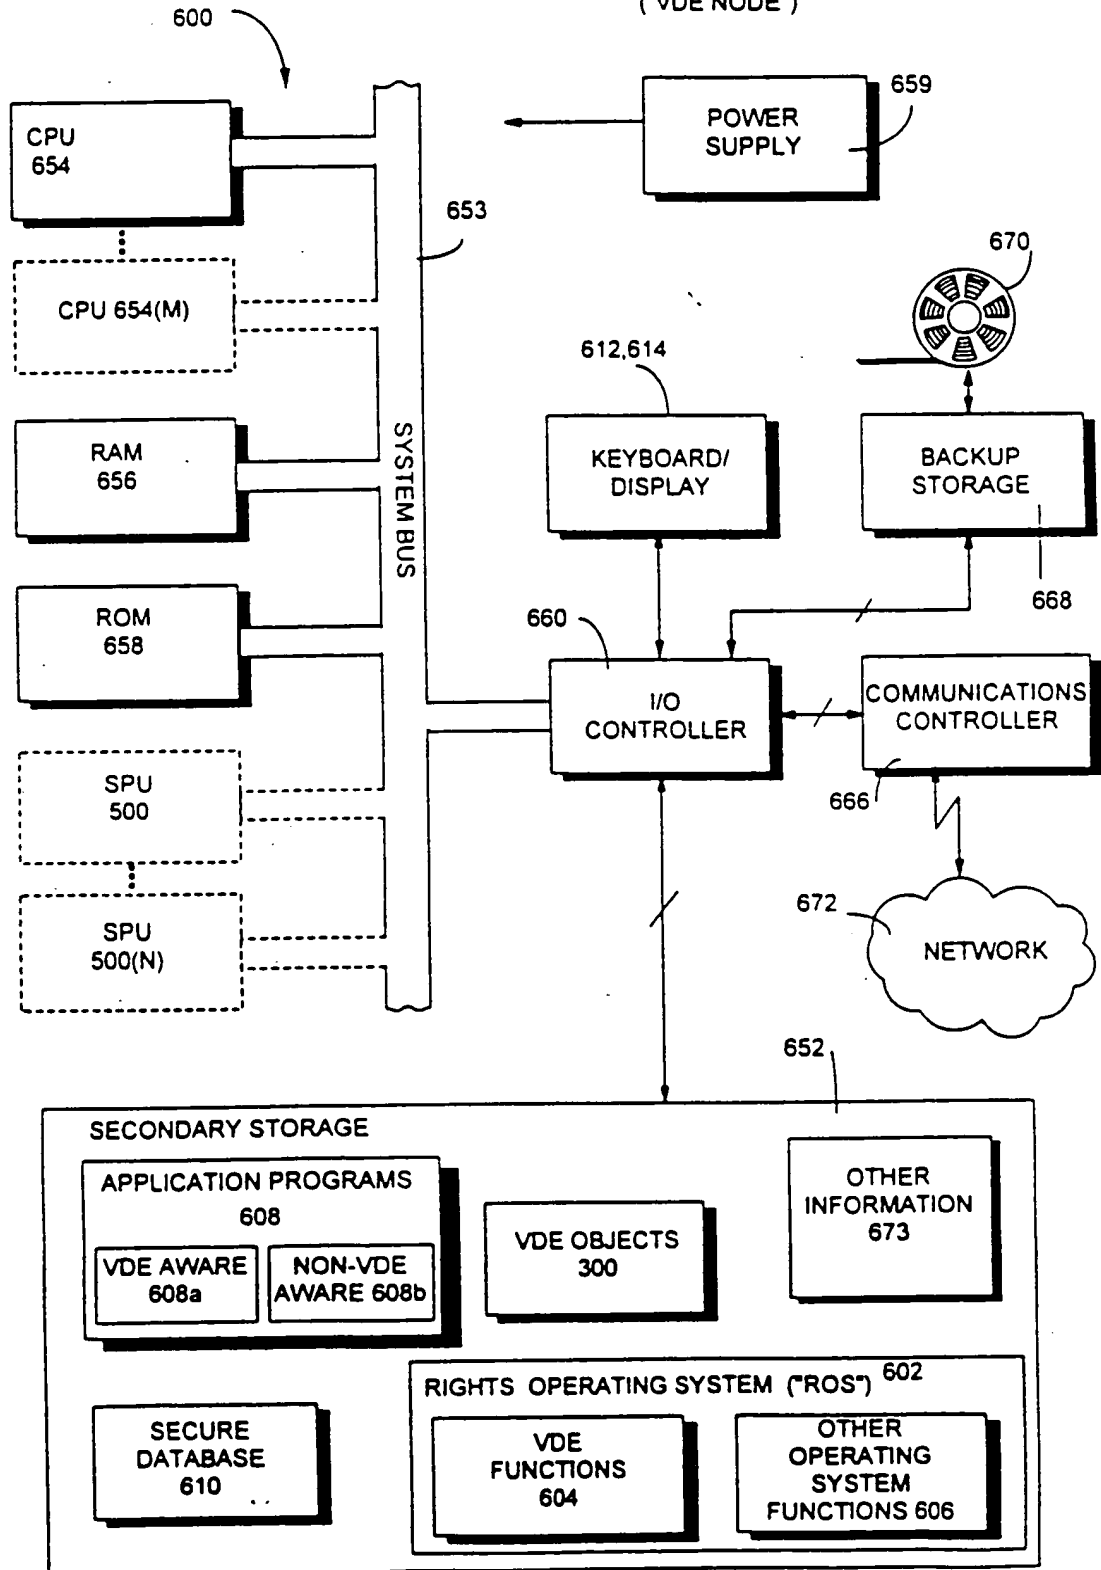 ("VDE NODE")
600
CPU
654
POWER
SUPPLY
659
653
670
CPU 654(M)
612,614
RAM
656
SYSTEM BUS
KEYBOARD/
DISPLAY
BACKUP
STORAGE
ROM
658
660
668
I/O
CONTROLLER
COMMUNICATIONS
CONTROLLER
SPU
500
666
SPU
500(N)
672
NETWORK
652
SECONDARY STORAGE
APPLICATION PROGRAMS
608
VDE AWARE
608a
NON-VDE
AWARE 608b
VDE OBJECTS
300
OTHER
INFORMATION
673
SECURE
DATABASE
610
RIGHTS OPERATING SYSTEM ("ROS") 602
VDE
FUNCTIONS
604
OTHER
OPERATING
SYSTEM
FUNCTIONS 606